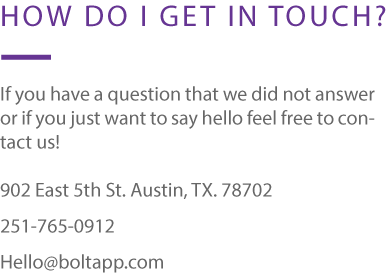 HOW DO I GET IN TOUCH?
If you have a question that we did not answer
or if you just want to say hello feel free to con-
tact us!
902 East 5th St. Austin, TX. 78702
251-765-0912
Hello@boltapp.com